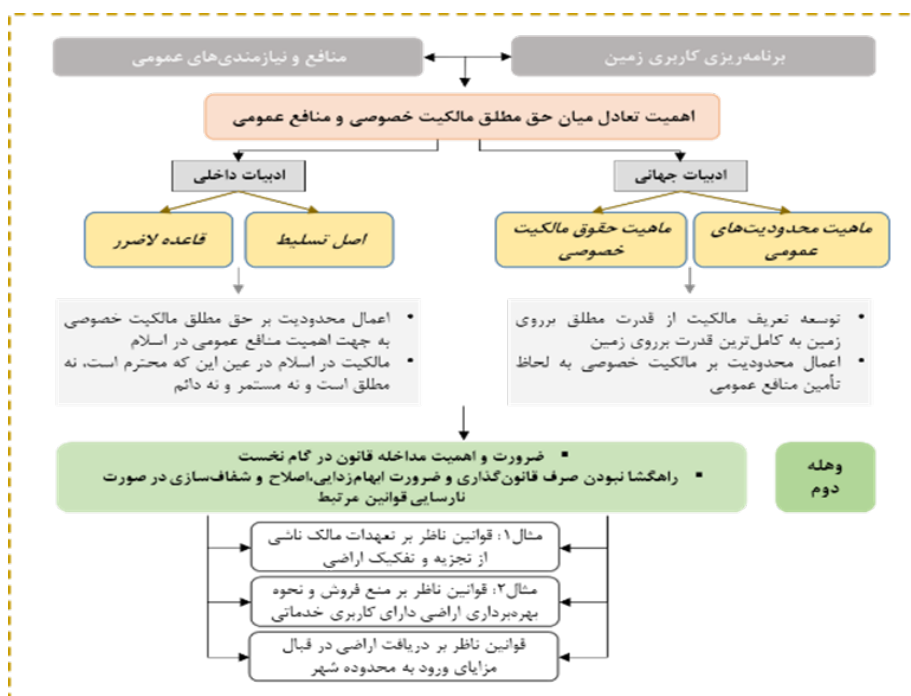 برنامه‌ریزی کاربری زمین
منافع و نیازمندی‌های عمومی
اهمیت تعادل میان حق مطلق مالکیت خصوصی و منافع عمومی
ادبیات جهانی
ادبیات داخلی
ماهیت محدودیت‌های
عمومی
ماهیت حقوق مالکیت
خصوصی
اصل تسلیط
قاعده لاضرر
• توسعه تعریف مالکیت از قدرت مطلق برروی
زمین به کامل‌ترین قدرت برروی زمین
• اعمال محدودیت بر مالکیت خصوصی به لحاظ
تأمین منافع عمومی
• اعمال محدودیت بر حق مطلق مالکیت خصوصی
به جهت اهمیت منافع عمومی در اسلام
• مالکیت در اسلام در عین این که محترم است، نه
مطلق است و نه مستمر و نه دائم
وهله
دوم
▪ ضرورت و اهمیت مداخله قانون در گام نخست
▪ راهگشا نبودن صرف قانون‌گذاری و ضرورت ابهام‌زدایی،اصلاح و شفاف‌سازی در صورت
نارسایی قوانین مرتبط
مثال۱: قوانین ناظر بر تعهدات مالک ناشی
از تجزیه و تفکیک اراضی
مثال۲: قوانین ناظر بر منع فروش و نحوه
بهره‌برداری اراضی دارای کاربری خدماتی
قوانین ناظر بر دریافت اراضی در قبال
مزایای ورود به محدوده شهر